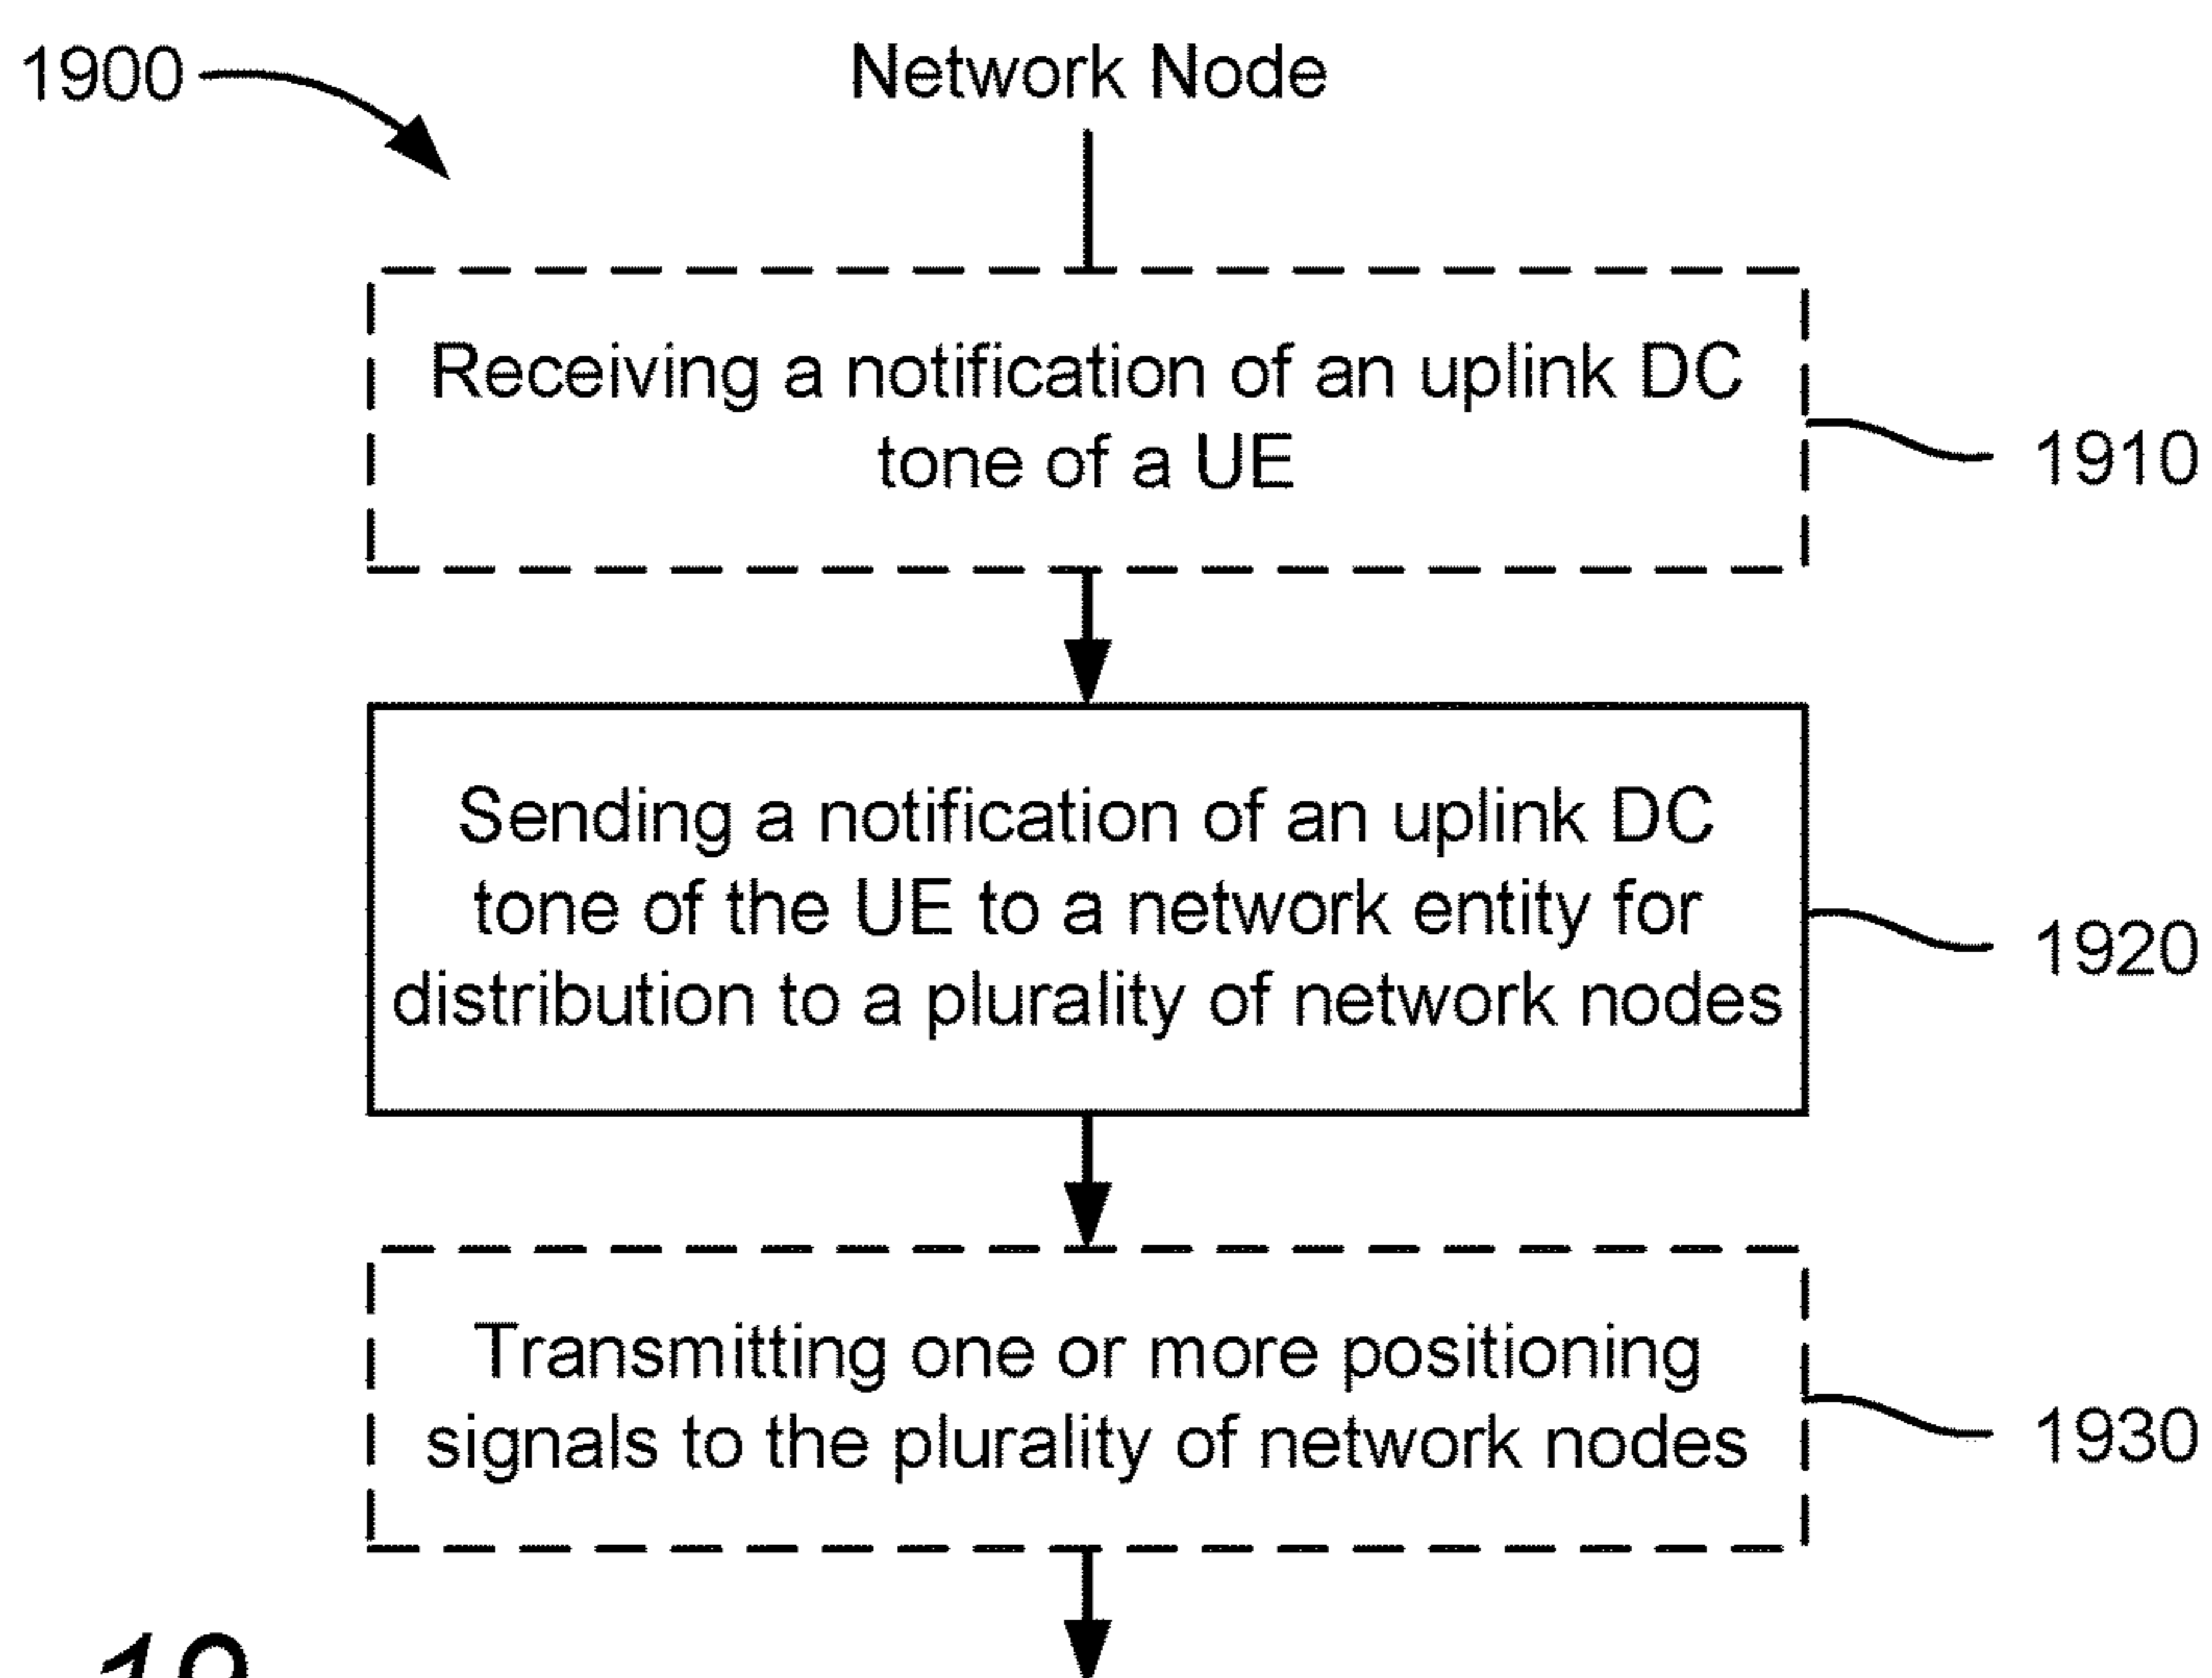 1900
Network Node
Receiving a notification of an uplink DC
tone of a UE
1910
Sending a notification of an uplink DC
tone of the UE to a network entity for
distribution to a plurality of network nodes
1920
Transmitting one or more positioning
signals to the plurality of network nodes
1930